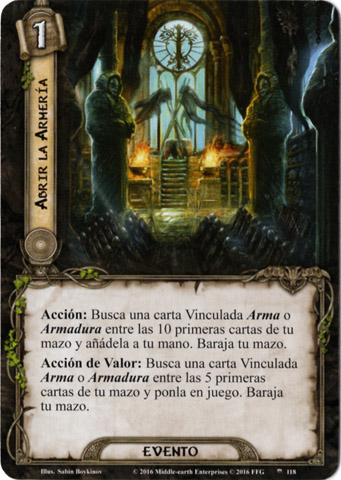 1
ABRIR LA ARMERÍA
Acción: Busca una carta Vinculada Arma o
Armadura entre las 10 primeras cartas de tu
mazo y añádela a tu mano. Baraja tu mazo.
Acción de Valor: Busca una carta Vinculada
Arma o Armadura entre las 5 primeras
cartas de tu mazo y ponla en juego. Baraja
tu mazo.
EVENTO
Illus. Sabin Boykinov © 2016 Middle-earth Enterprises © 2016 FFG 118